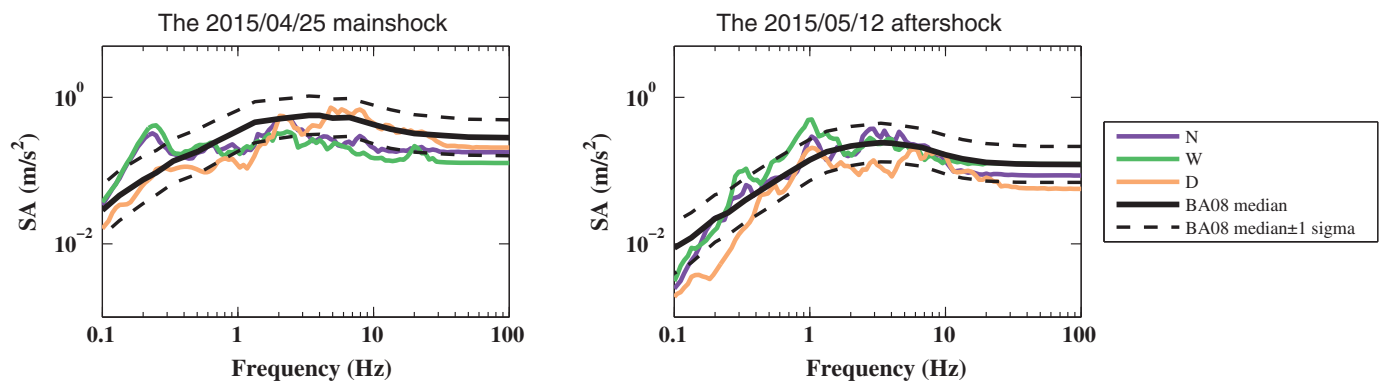 The 2015/04/25 mainshock
10^0
10^-2
SA (m/s^2)
0.1 1 10 100
Frequency (Hz)
The 2015/05/12 aftershock
10^0
10^-2
SA (m/s^2)
0.1 1 10 100
Frequency (Hz)
N
W
D
BA08 median
BA08 median±1 sigma